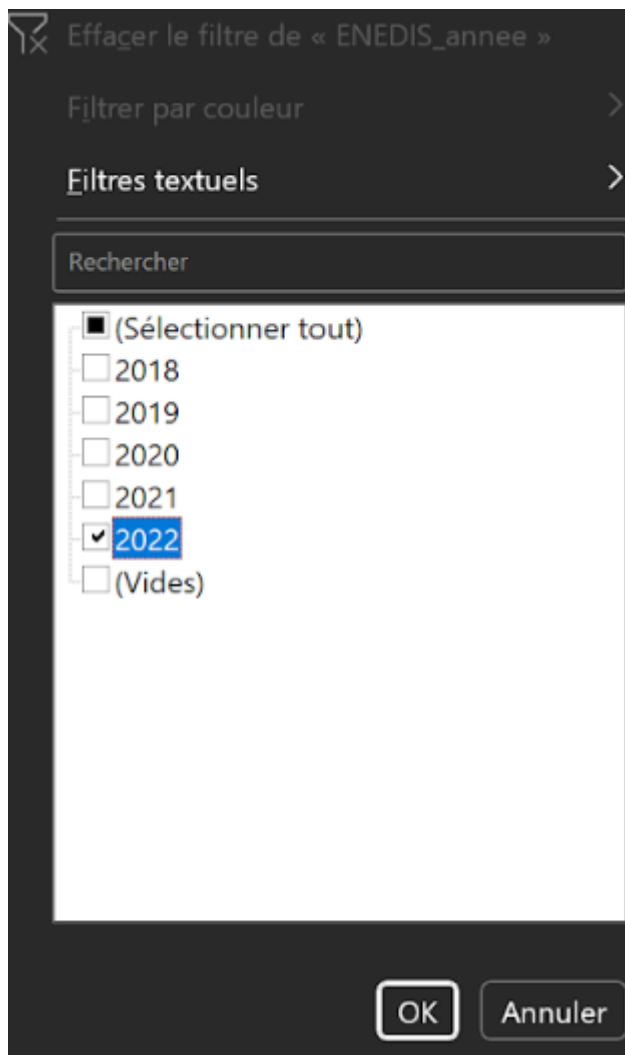 Effacer le filtre de « ENEDIS_annee »
Filtrer par couleur
Filtres textuels
Rechercher
(Sélectionner tout)
2018
2019
2020
2021
2022
(Vides)
OK Annuler